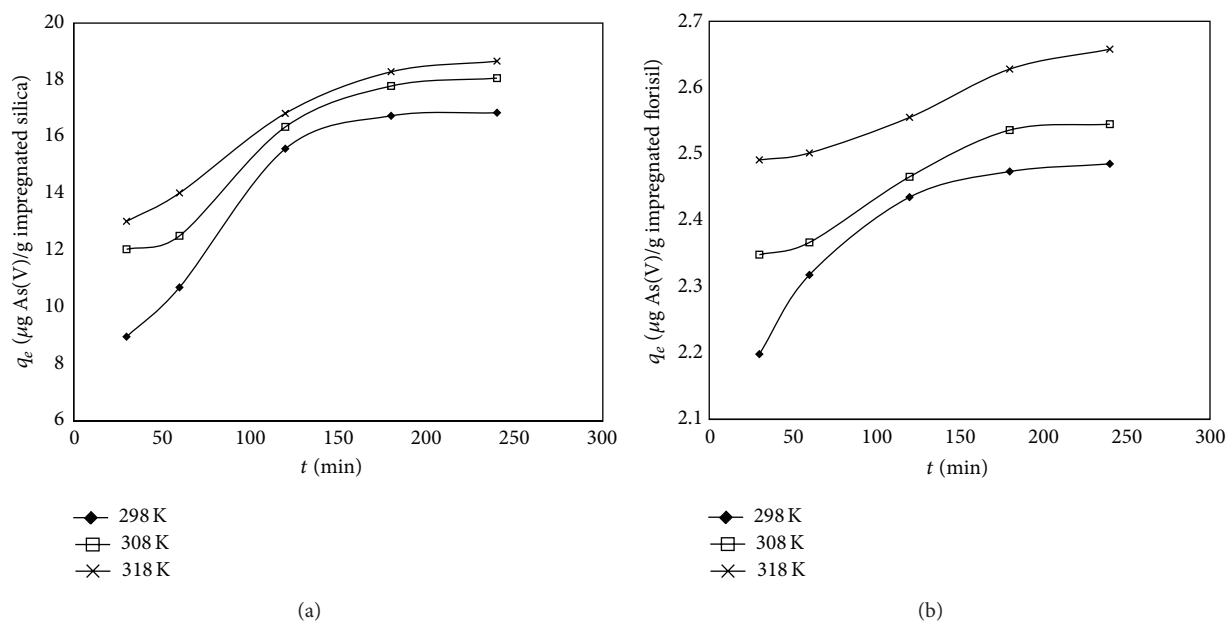 20
18
16
14
12
10
8
6
q_e (μg As(V)/g impregnated silica)
0 50 100 150 200 250 300
t (min)
298 K
308 K
318 K
(a)
2.7
2.6
2.5
2.4
2.3
2.2
2.1
q_e (μg As(V)/g impregnated florisil)
0 50 100 150 200 250 300
t (min)
298 K
308 K
318 K
(b)